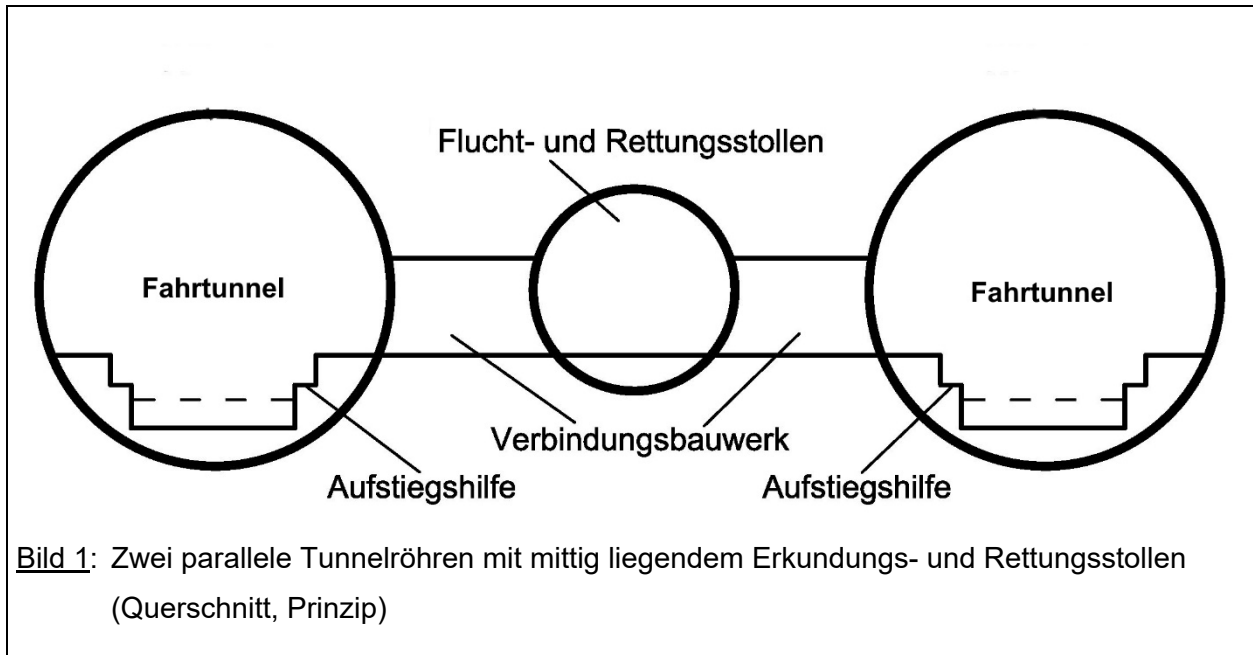 Flucht- und Rettungsstollen
Fahrtunnel
Fahrtunnel
Verbindungsbauwerk
Aufstiegshilfe
Aufstiegshilfe
Bild 1: Zwei parallele Tunnelröhren mit mittig liegendem Erkundungs- und Rettungsstollen
(Querschnitt, Prinzip)